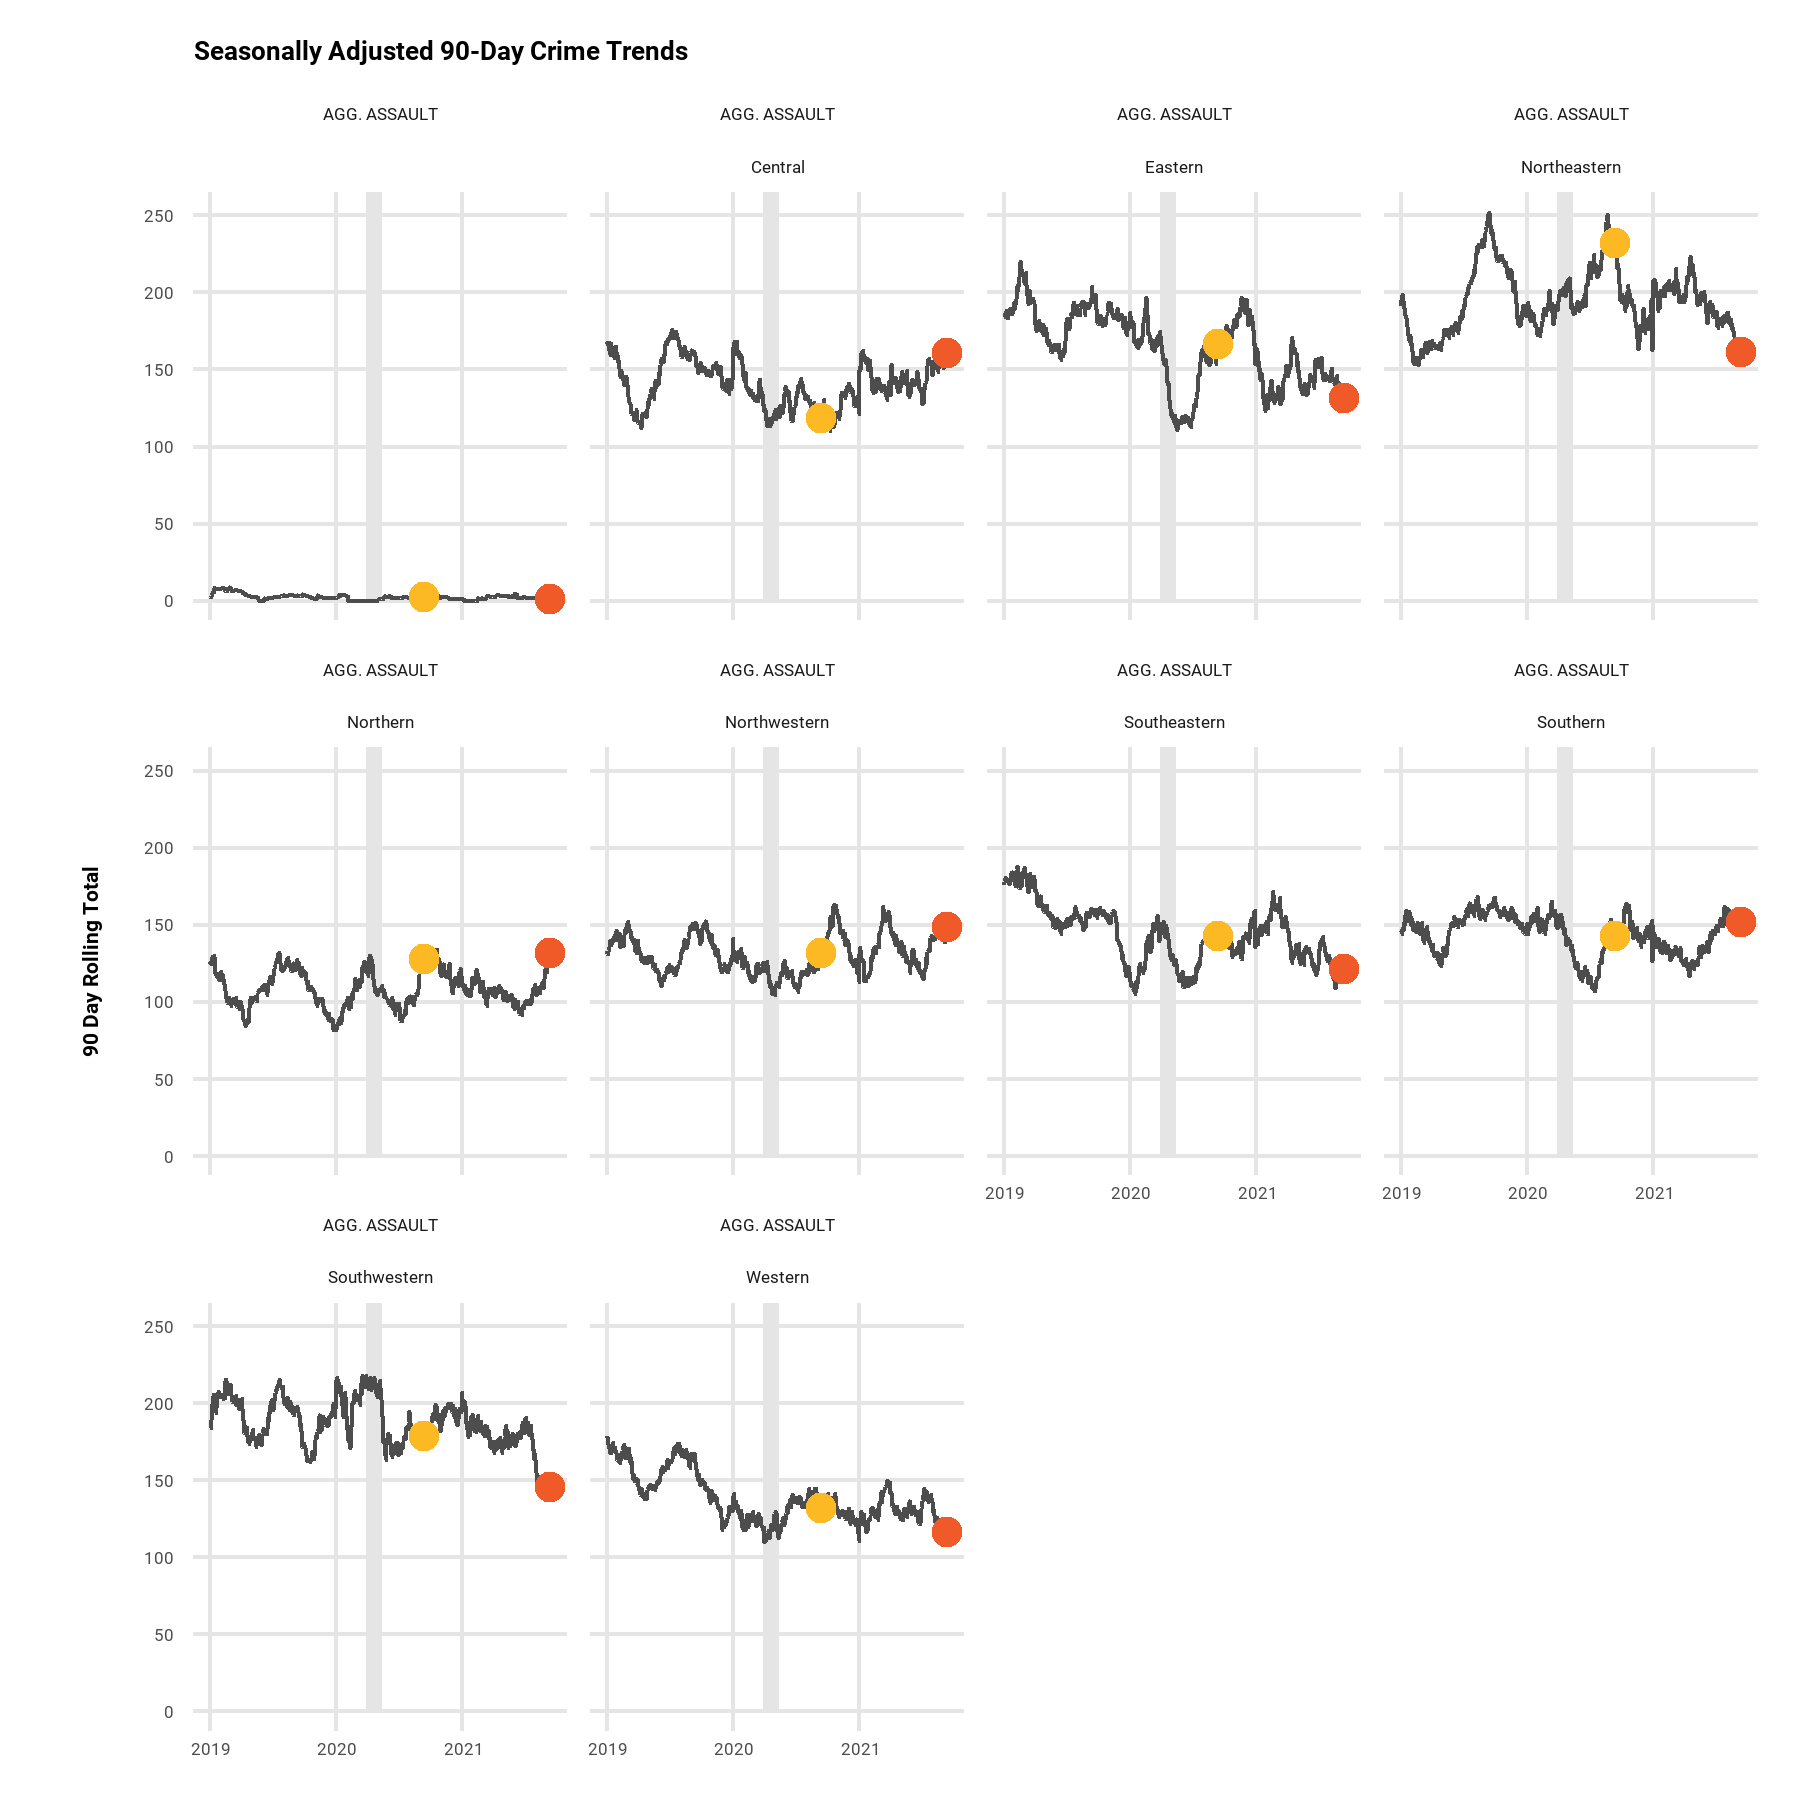 Seasonally Adjusted 90-Day Crime Trends
AGG. ASSAULT
AGG. ASSAULT
AGG. ASSAULT
AGG. ASSAULT
Central
Eastern
Northeastern
250
200
150
100
50
0
AGG. ASSAULT
AGG. ASSAULT
AGG. ASSAULT
AGG. ASSAULT
Northern
Northwestern
Southeastern
Southern
250
200
150
100
50
0
90 Day Rolling Total
2019 2020 2021
2019 2020 2021
AGG. ASSAULT
AGG. ASSAULT
Southwestern
Western
250
200
150
100
50
0
2019 2020 2021
2019 2020 2021